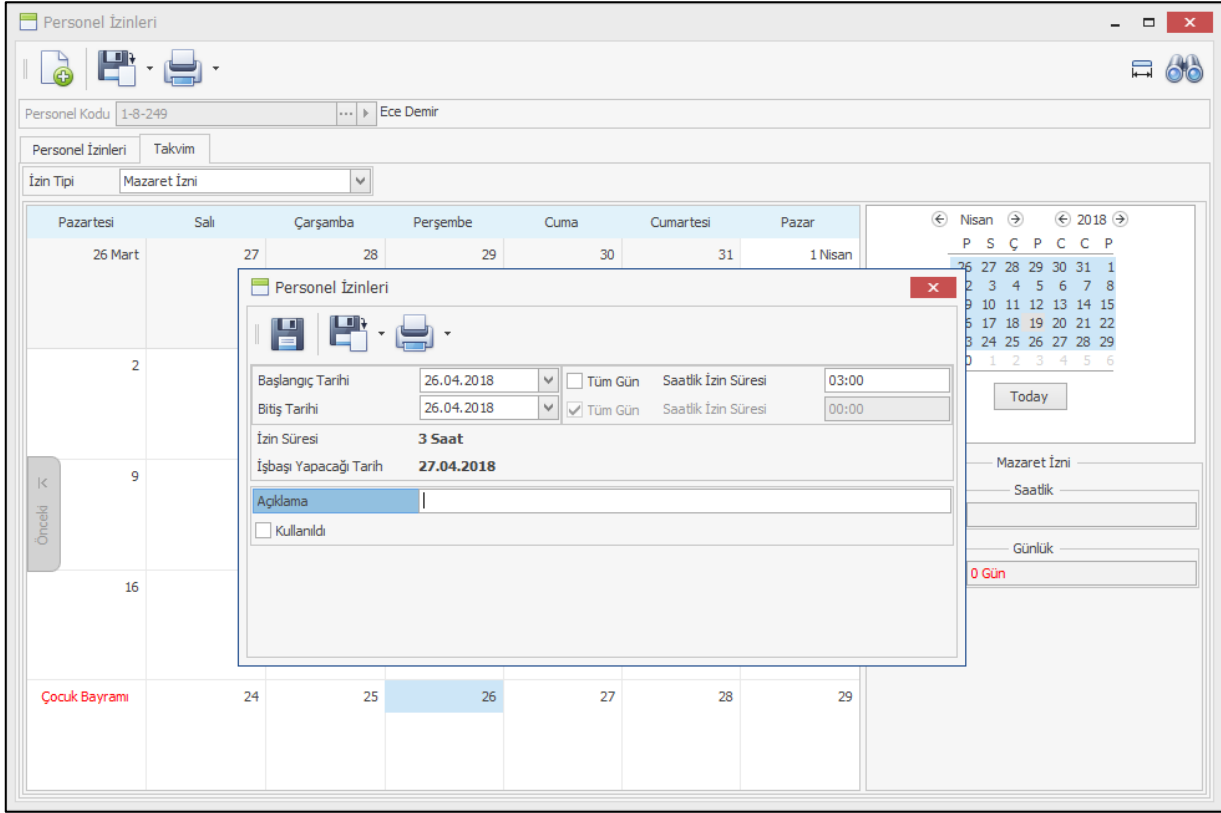 Personel İzinleri
Personel Kodu 1-8-249 Ece Demir
Personel İzinleri Takvim
İzin Tipi Mazaret İzni
Pazartesi Salı Çarşamba Perşembe Cuma Cumartesi Pazar
26 Mart 27 28 29 30 31 1 Nisan
2
9
16
Çocuk Bayramı 24 25 26 27 28 29
Önceki
Nisan 2018
P S Ç P C C P
26 27 28 29 30 31 1
2 3 4 5 6 7 8
9 10 11 12 13 14 15
6 17 18 19 20 21 22
3 24 25 26 27 28 29
0 1 2 3 4 5 6
Today
Mazaret İzni
Saatlik
Günlük
0 Gün
Personel İzinleri
Başlangıç Tarihi 26.04.2018 Tüm Gün Saatlik İzin Süresi 03:00
Bitiş Tarihi 26.04.2018 Tüm Gün Saatlik İzin Süresi 00:00
İzin Süresi 3 Saat
İşbaşı Yapacağı Tarih 27.04.2018
Açıklama
Kullanıldı